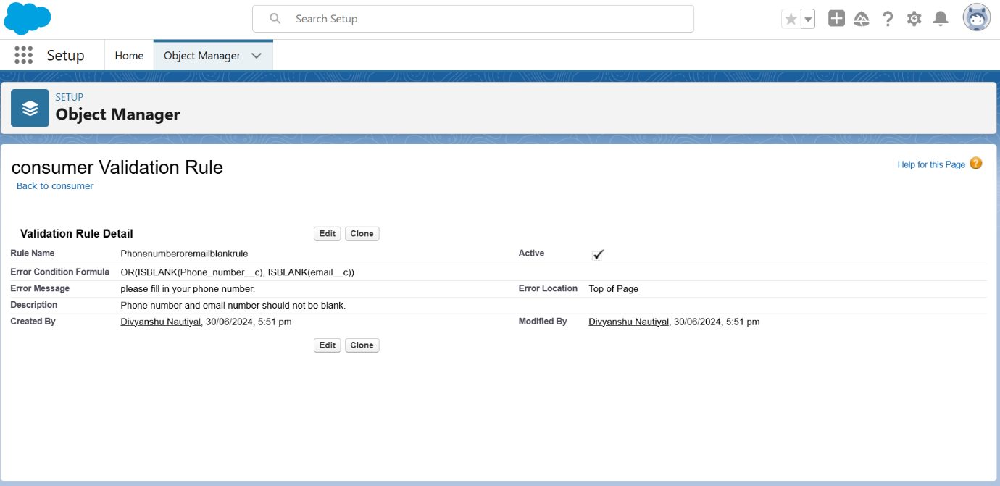 Search Setup
Setup Home Object Manager
SETUP
Object Manager
consumer Validation Rule
Help for this Page
Back to consumer
Validation Rule Detail Edit Clone
Rule Name Phonenumberoremailblankrule Active
Error Condition Formula OR(ISBLANK(Phone_number__c), ISBLANK(email__c))
Error Message please fill in your phone number. Error Location Top of Page
Description Phone number and email number should not be blank.
Created By Divyanshu Nautiyal, 30/06/2024, 5:51 pm Modified By Divyanshu Nautiyal, 30/06/2024, 5:51 pm
Edit Clone